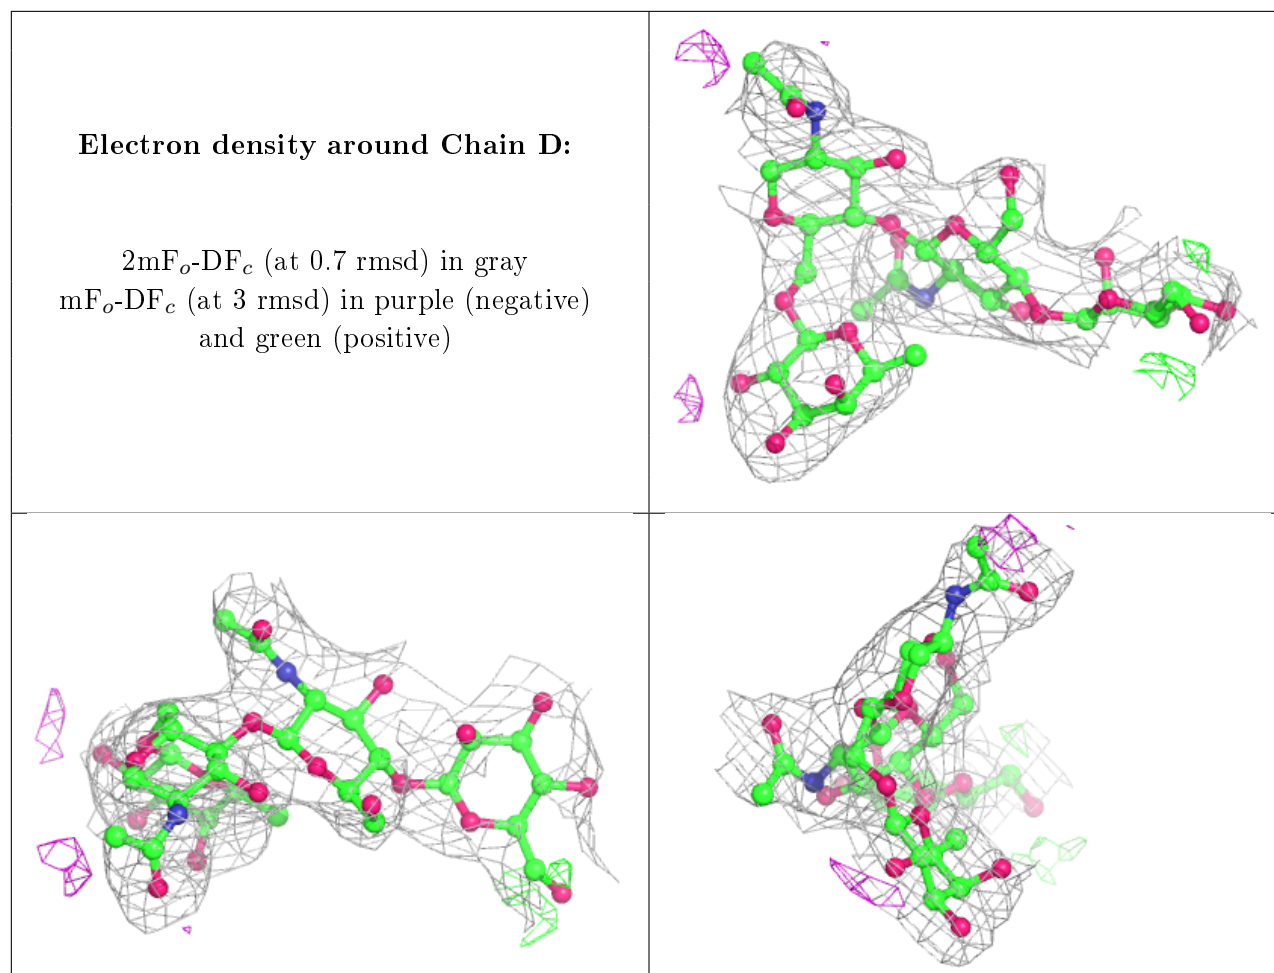 Electron density around Chain D:
2mFₒ-DF𝒸 (at 0.7 rmsd) in gray
mFₒ-DF𝒸 (at 3 rmsd) in purple (negative)
and green (positive)